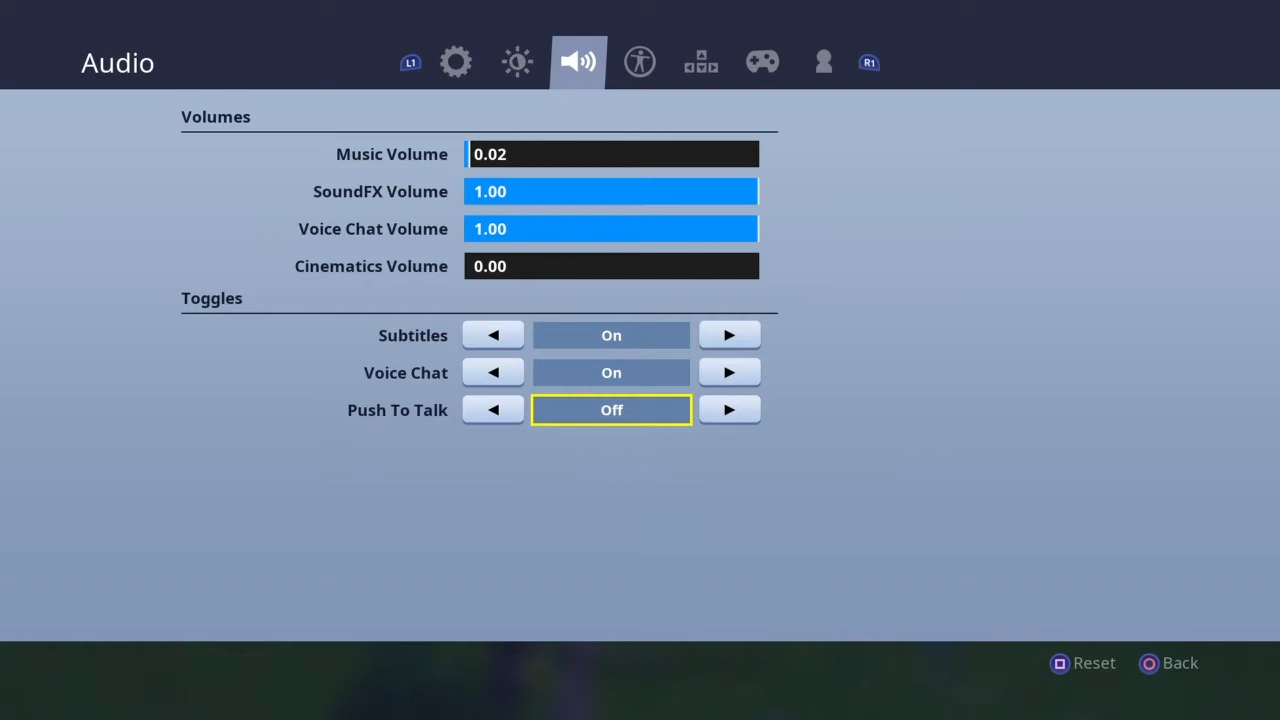 Audio
L1
R1
Volumes
Music Volume 0.02
SoundFX Volume 1.00
Voice Chat Volume 1.00
Cinematics Volume 0.00
Toggles
Subtitles On
Voice Chat On
Push To Talk Off
Reset Back